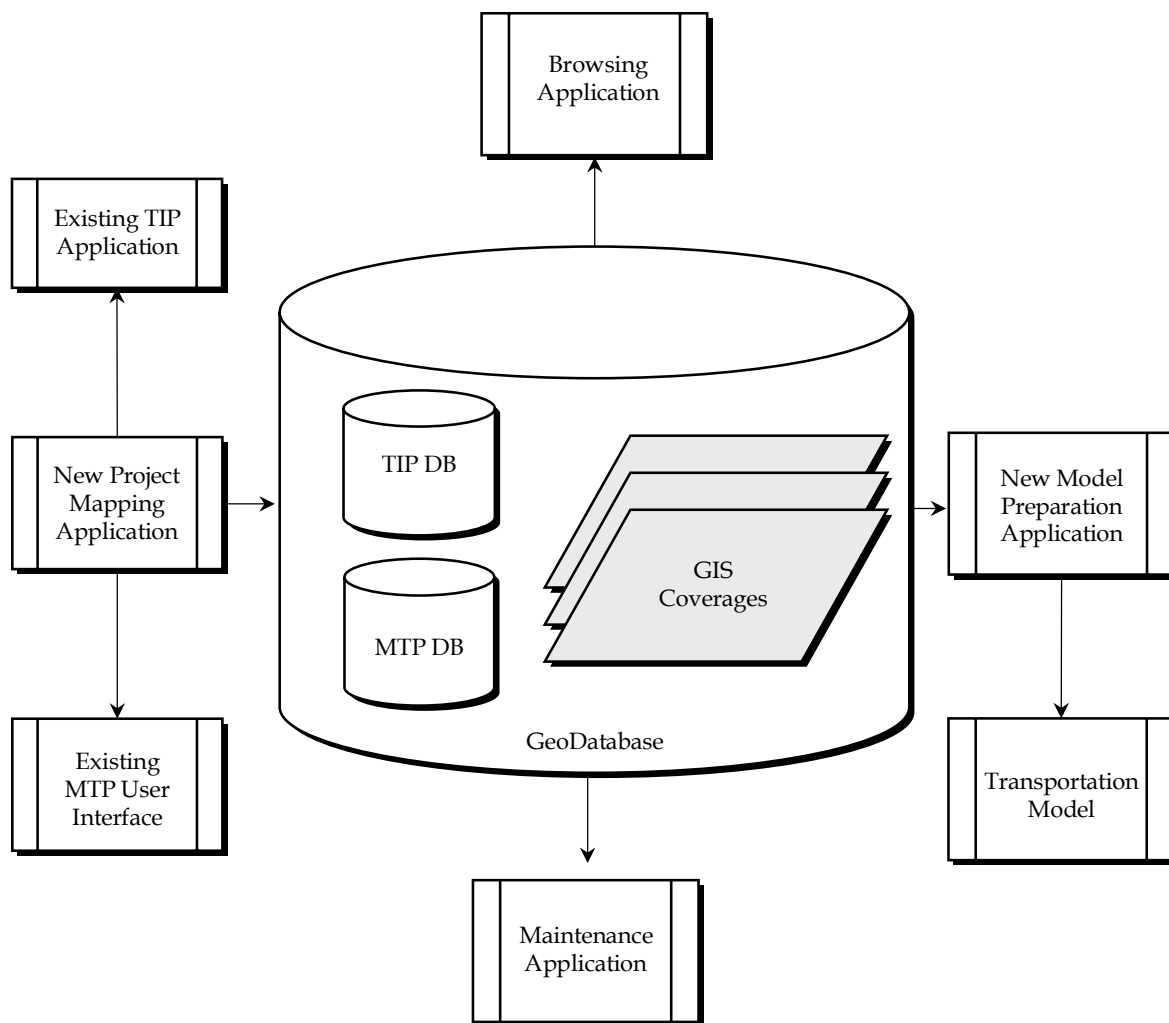 Browsing
Application
Existing TIP
Application
New Project
Mapping
Application
Existing
MTP User
Interface
TIP DB
MTP DB
GIS
Coverages
GeoDatabase
New Model
Preparation
Application
Transportation
Model
Maintenance
Application